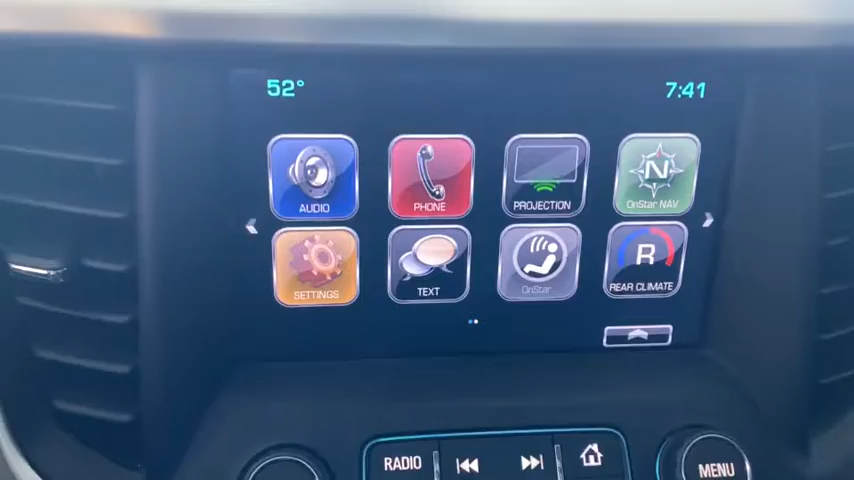 52° 7:41
AUDIO PHONE PROJECTION OnStar NAV
N
SETTINGS TEXT OnStar REAR CLIMATE
R
RADIO MENU